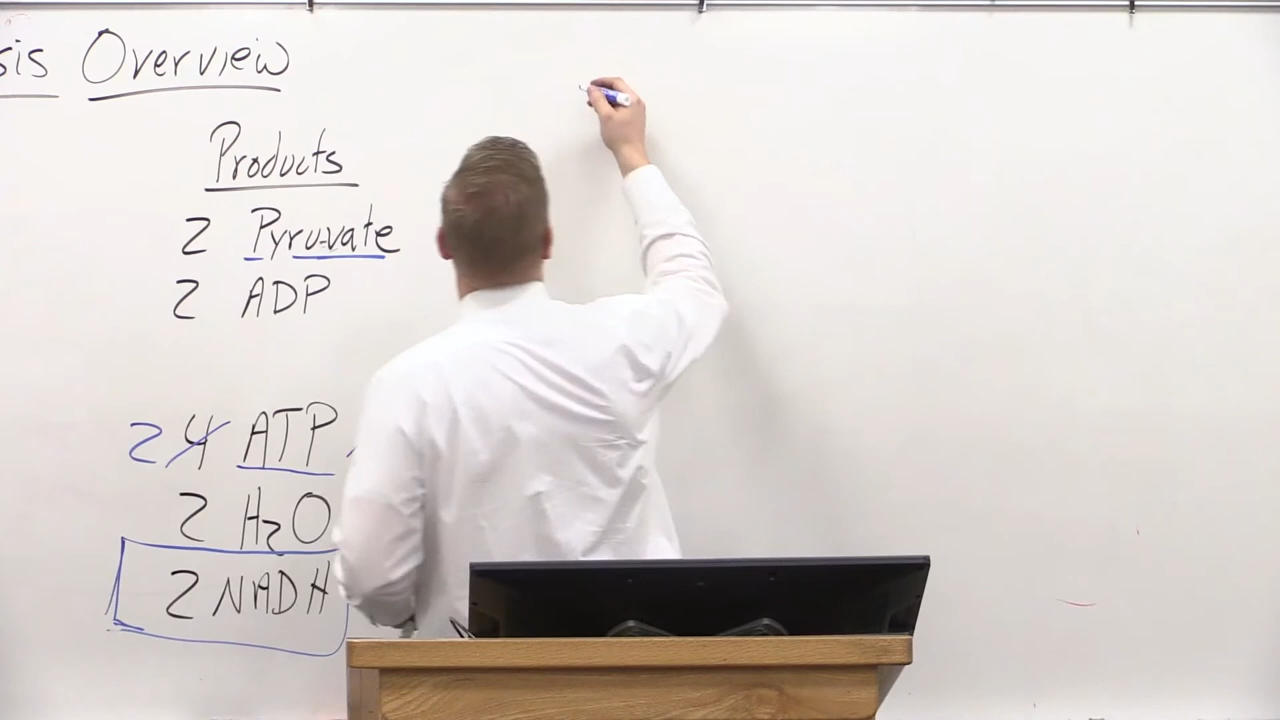 sis Overview
Products
2 Pyruvate
2 ADP
2 4 ATP
2 H2O
2 NADH